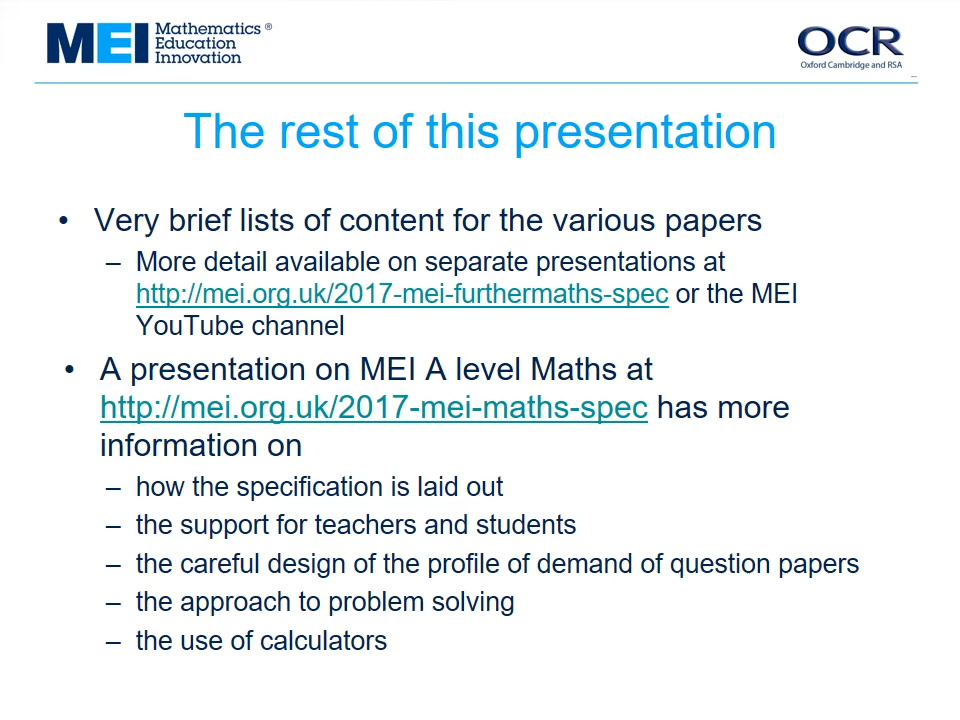 MEI Mathematics ®
Education
Innovation
OCR
Oxford Cambridge and RSA
The rest of this presentation
• Very brief lists of content for the various papers
– More detail available on separate presentations at
http://mei.org.uk/2017-mei-furthermaths-spec or the MEI
YouTube channel
• A presentation on MEI A level Maths at
http://mei.org.uk/2017-mei-maths-spec has more
information on
– how the specification is laid out
– the support for teachers and students
– the careful design of the profile of demand of question papers
– the approach to problem solving
– the use of calculators